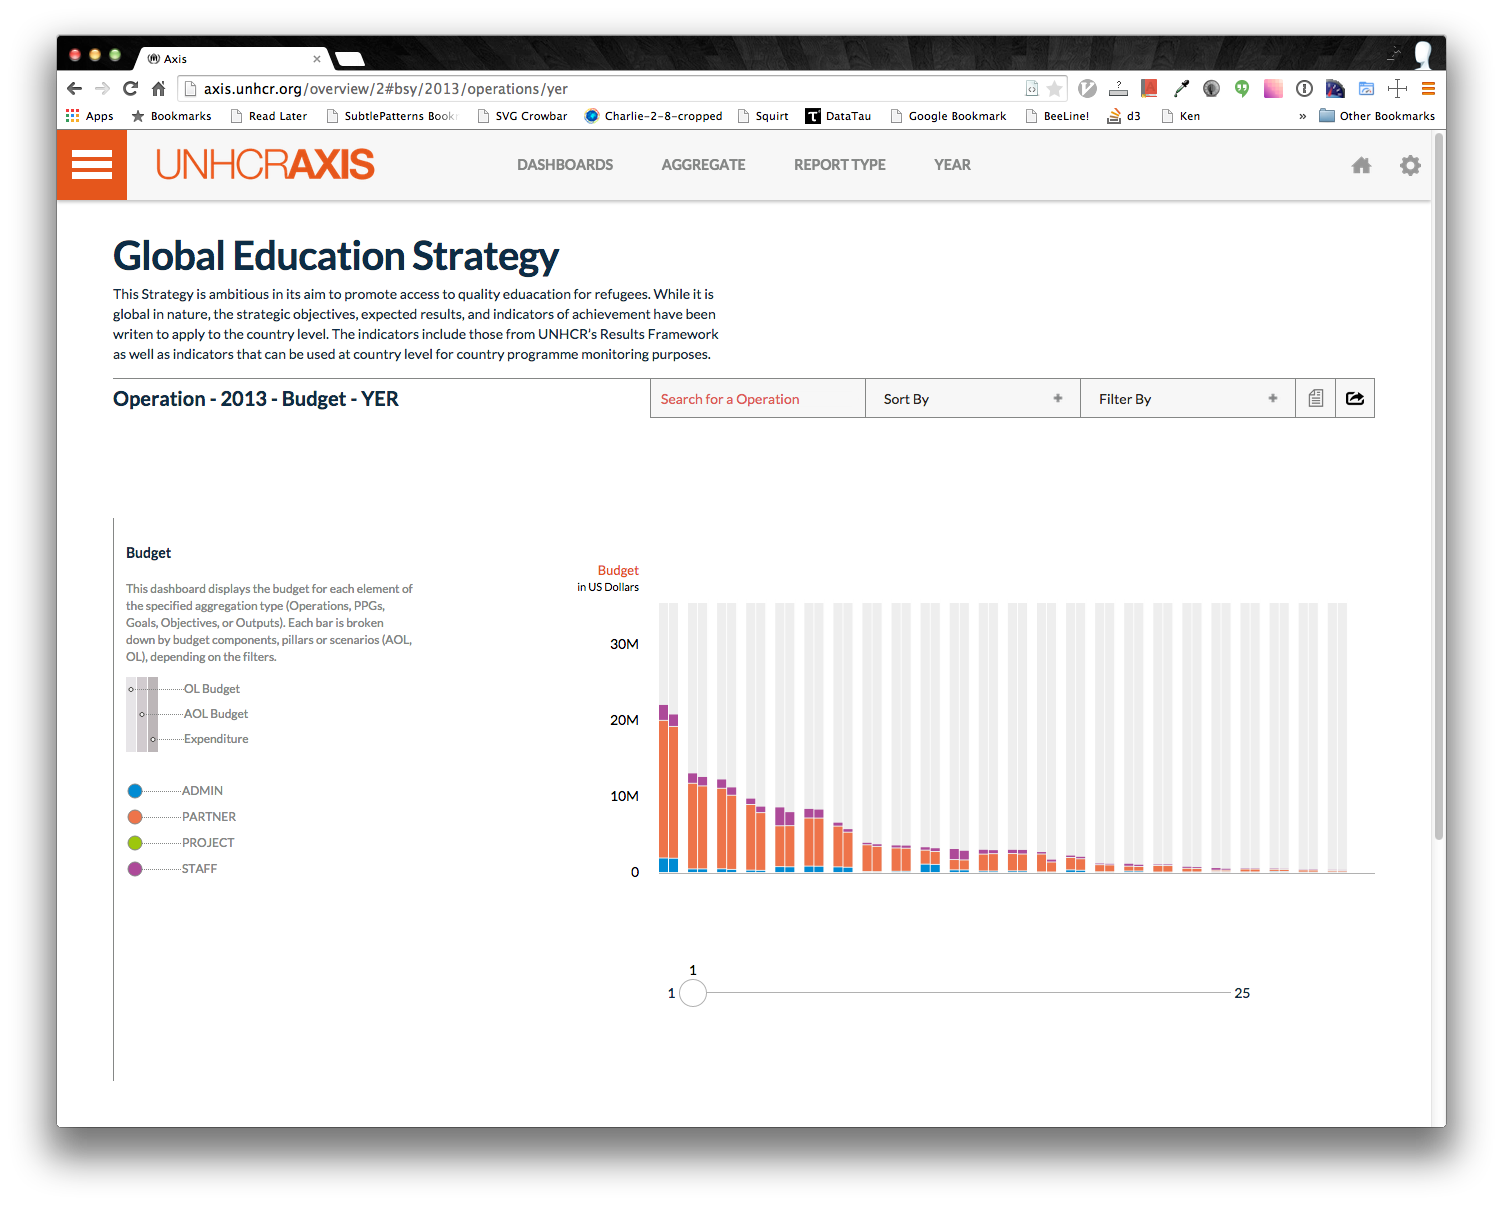 Axis
axis.unhcr.org/overview/2#bsy/2013/operations/yer
Apps Bookmarks Read Later SubtlePatterns Book SVG Crowbar Charlie-2-8-cropped Squirt DataTau Google Bookmark BeeLine! d3 Ken » Other Bookmarks
UNHCRAXIS DASHBOARDS AGGREGATE REPORT TYPE YEAR
Global Education Strategy
This Strategy is ambitious in its aim to promote access to quality eduacation for refugees. While it is
global in nature, the strategic objectives, expected results, and indicators of achievement have been
writen to apply to the country level. The indicators include those from UNHCR's Results Framework
as well as indicators that can be used at country level for country programme monitoring purposes.
Operation - 2013 - Budget - YER Search for a Operation Sort By + Filter By +
Budget
This dashboard displays the budget for each element of
the specified aggregation type (Operations, PPGs,
Goals, Objectives, or Outputs). Each bar is broken
down by budget components, pillars or scenarios (AOL,
OL), depending on the filters.
OL Budget
AOL Budget
Expenditure
ADMIN
PARTNER
PROJECT
STAFF
Budget
in US Dollars
30M
20M
10M
0
1
1 25